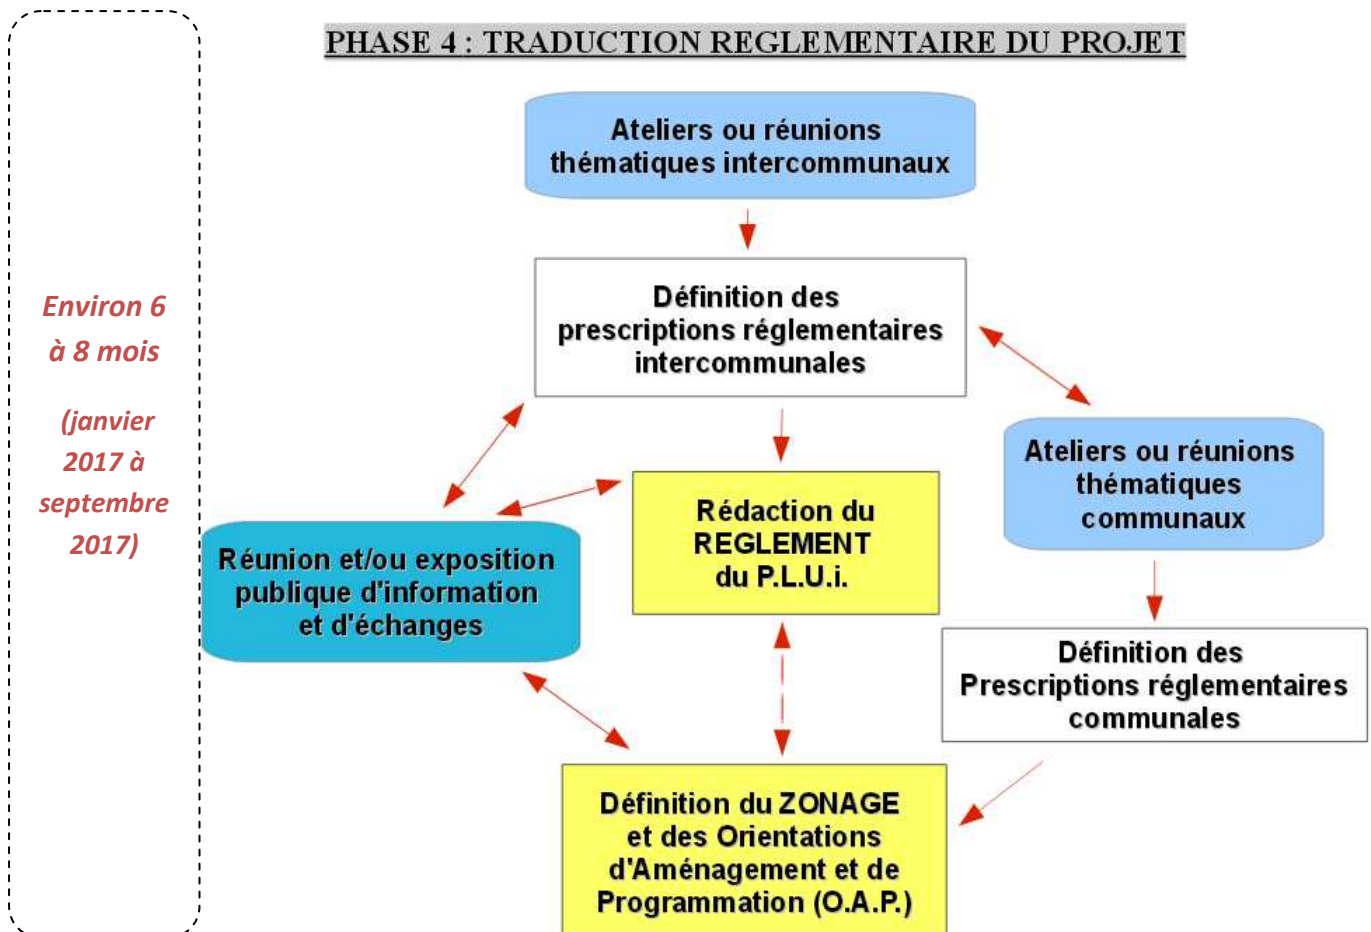 PHASE 4 : TRADUCTION REGLEMENTAIRE DU PROJET
Environ 6
à 8 mois
(janvier
2017 à
septembre
2017)
Ateliers ou réunions
thématiques intercommunaux
Définition des
prescriptions réglementaires
intercommunales
Ateliers ou réunions
thématiques
communaux
Rédaction du
REGLEMENT
du P.L.U.i.
Réunion et/ou exposition
publique d'information
et d'échanges
Définition des
Prescriptions réglementaires
communales
Définition du ZONAGE
et des Orientations
d'Aménagement et de
Programmation (O.A.P.)